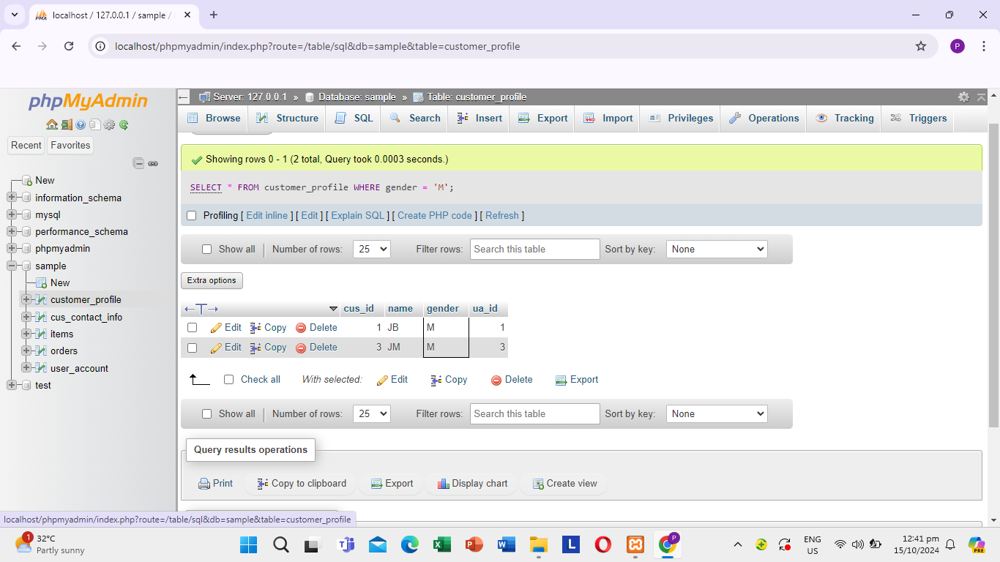 localhost / 127.0.0.1 / sample /
localhost/phpmyadmin/index.php?route=/table/sql&db=sample&table=customer_profile
P
phpMyAdmin
Recent Favorites
New
information_schema
mysql
performance_schema
phpmyadmin
sample
New
customer_profile
cus_contact_info
items
orders
user_account
test
Server: 127.0.0.1 » Database: sample » Table: customer_profile
Browse Structure SQL Search Insert Export Import Privileges Operations Tracking Triggers
Showing rows 0 - 1 (2 total, Query took 0.0003 seconds.)
SELECT * FROM customer_profile WHERE gender = 'M';
Profiling [ Edit inline ] [ Edit ] [ Explain SQL ] [ Create PHP code ] [ Refresh ]
Show all | Number of rows: 25 Filter rows: Search this table Sort by key: None
Extra options
cus_id name gender ua_id
Edit Copy Delete 1 JB M 1
Edit Copy Delete 3 JM M 3
Check all With selected: Edit Copy Delete Export
Show all | Number of rows: 25 Filter rows: Search this table Sort by key: None
Query results operations
Print Copy to clipboard Export Display chart Create view
localhost/phpmyadmin/index.php?route=/table/sql&db=sample&table=customer_profile
1
32°C
Partly sunny
ENG
US
12:41 pm
15/10/2024